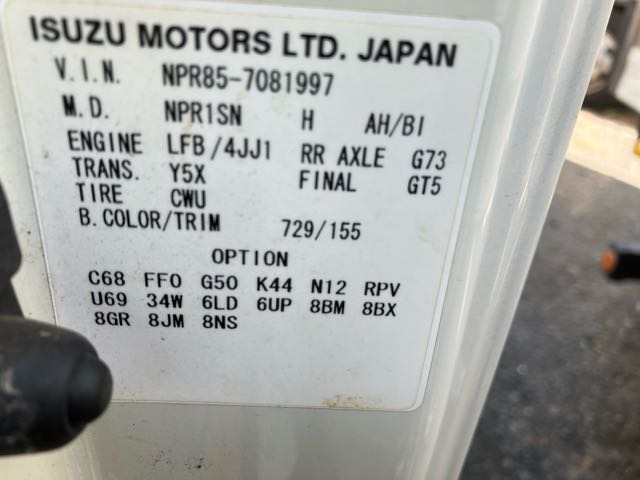 ISUZU MOTORS LTD. JAPAN
V.I.N. NPR85-7081997
M.D. NPR1SN H AH/BI
ENGINE LFB/4JJ1 RR AXLE G73
TRANS. Y5X FINAL GT5
TIRE CWU
B.COLOR/TRIM 729/155
OPTION
C68 FF0 G50 K44 N12 RPV
U69 34W 6LD 6UP 8BM 8BX
8GR 8JM 8NS